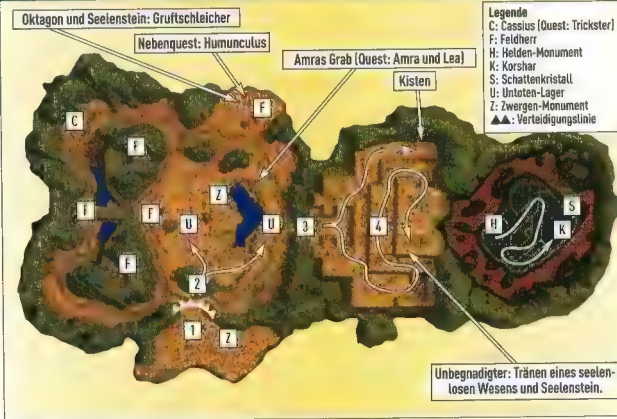 Oktagon und Seelenstein: Gruftschleicher
Nebenquest: Humunculus
Amras Grab (Quest: Amra und Lea)
Kisten
Legende
C: Cassius (Quest: Trickster)
F: Feldherr
H: Helden-Monument
K: Korshar
S: Schattenkristall
U: Untoten-Lager
Z: Zwergen-Monument
▲▲: Verteidigungslinie
C
F
F
F
F
F
Z
U
U
2
1
Z
3
4
H
S
K
Unbegnadigter: Tränen eines seelen-
losen Wesens und Seelenstein.